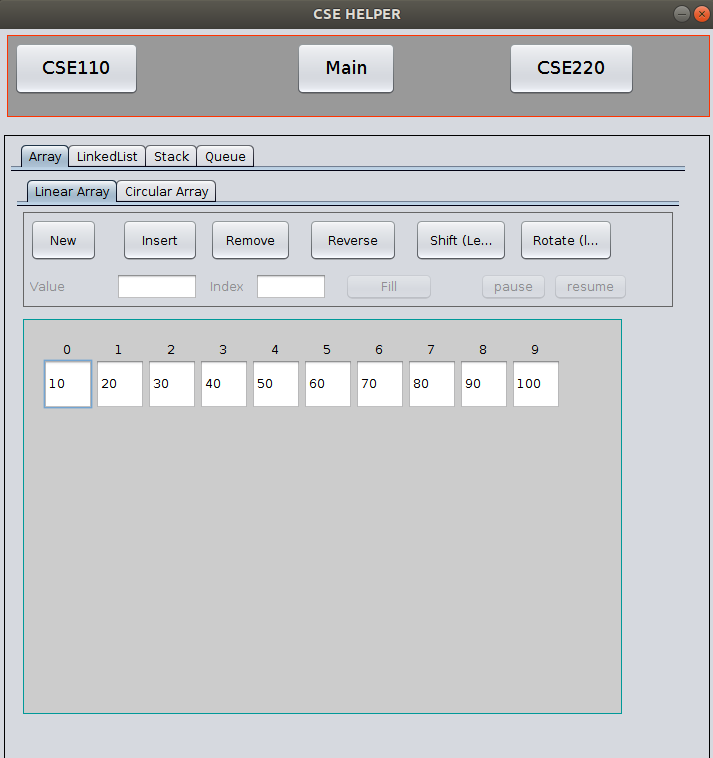 CSE HELPER
CSE110 Main CSE220
Array LinkedList Stack Queue
Linear Array Circular Array
New Insert Remove Reverse Shift (Le... Rotate (l...
Value Index Fill pause resume
0 1 2 3 4 5 6 7 8 9
10 20 30 40 50 60 70 80 90 100